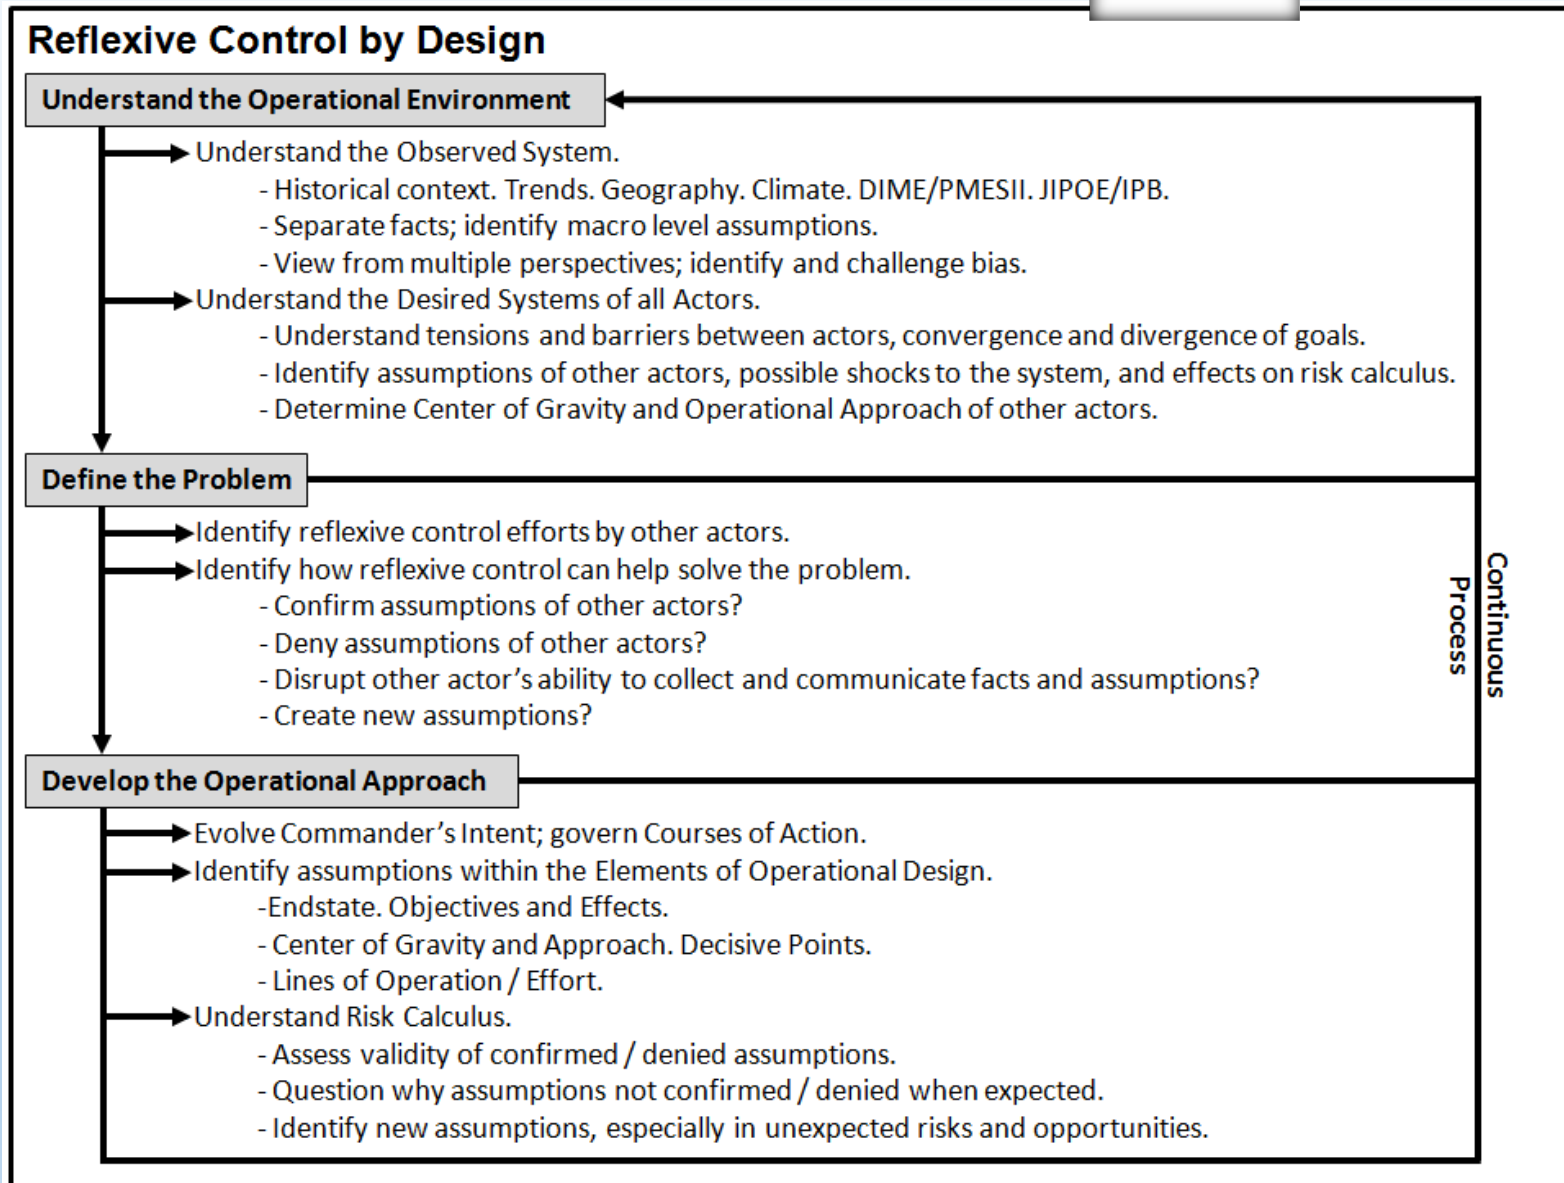 Reflexive Control by Design
Understand the Operational Environment
Understand the Observed System.
- Historical context. Trends. Geography. Climate. DIME/PMESII. JIPOE/IPB.
- Separate facts; identify macro level assumptions.
- View from multiple perspectives; identify and challenge bias.
Understand the Desired Systems of all Actors.
- Understand tensions and barriers between actors, convergence and divergence of goals.
- Identify assumptions of other actors, possible shocks to the system, and effects on risk calculus.
- Determine Center of Gravity and Operational Approach of other actors.
Define the Problem
Identify reflexive control efforts by other actors.
Identify how reflexive control can help solve the problem.
- Confirm assumptions of other actors?
- Deny assumptions of other actors?
- Disrupt other actor's ability to collect and communicate facts and assumptions?
- Create new assumptions?
Continuous
Process
Develop the Operational Approach
Evolve Commander's Intent; govern Courses of Action.
Identify assumptions within the Elements of Operational Design.
-Endstate. Objectives and Effects.
- Center of Gravity and Approach. Decisive Points.
- Lines of Operation / Effort.
Understand Risk Calculus.
- Assess validity of confirmed / denied assumptions.
- Question why assumptions not confirmed / denied when expected.
- Identify new assumptions, especially in unexpected risks and opportunities.